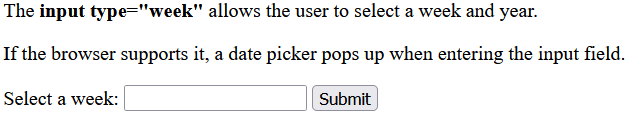 The input type="week" allows the user to select a week and year.
If the browser supports it, a date picker pops up when entering the input field.
Select a week: Submit